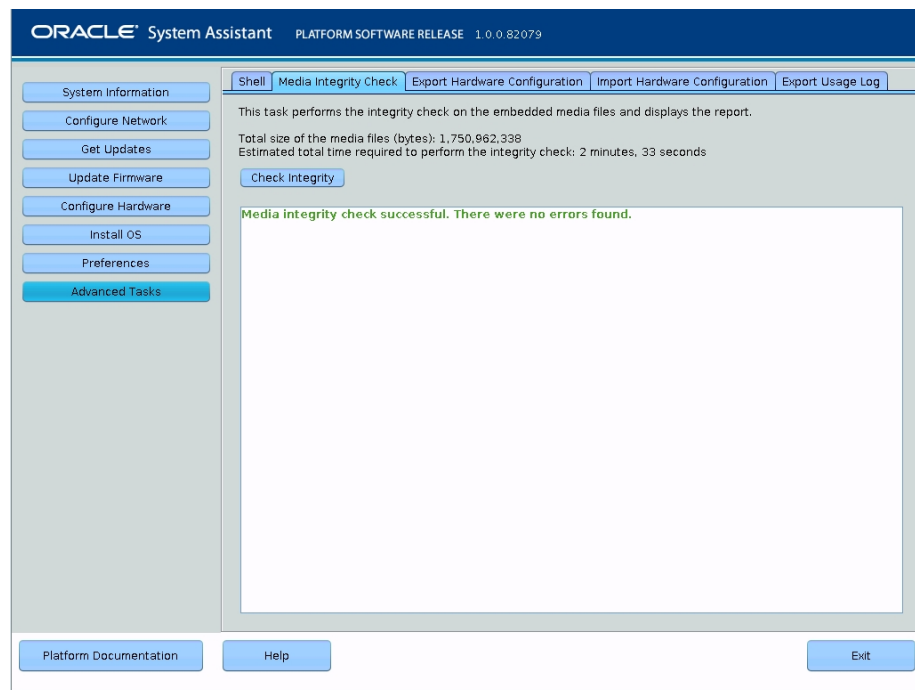 ORACLE® System Assistant PLATFORM SOFTWARE RELEASE 1.0.0.82079
System Information
Configure Network
Get Updates
Update Firmware
Configure Hardware
Install OS
Preferences
Advanced Tasks
Shell Media Integrity Check Export Hardware Configuration Import Hardware Configuration Export Usage Log
This task performs the integrity check on the embedded media files and displays the report.
Total size of the media files (bytes): 1,750,962,338
Estimated total time required to perform the integrity check: 2 minutes, 33 seconds
Check Integrity
Media integrity check successful. There were no errors found.
Platform Documentation Help Exit